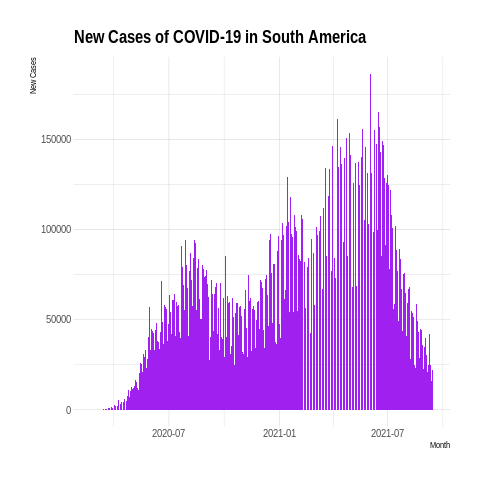 New Cases of COVID-19 in South America
New Cases
150000
100000
50000
0
2020-07
2021-01
2021-07
Month